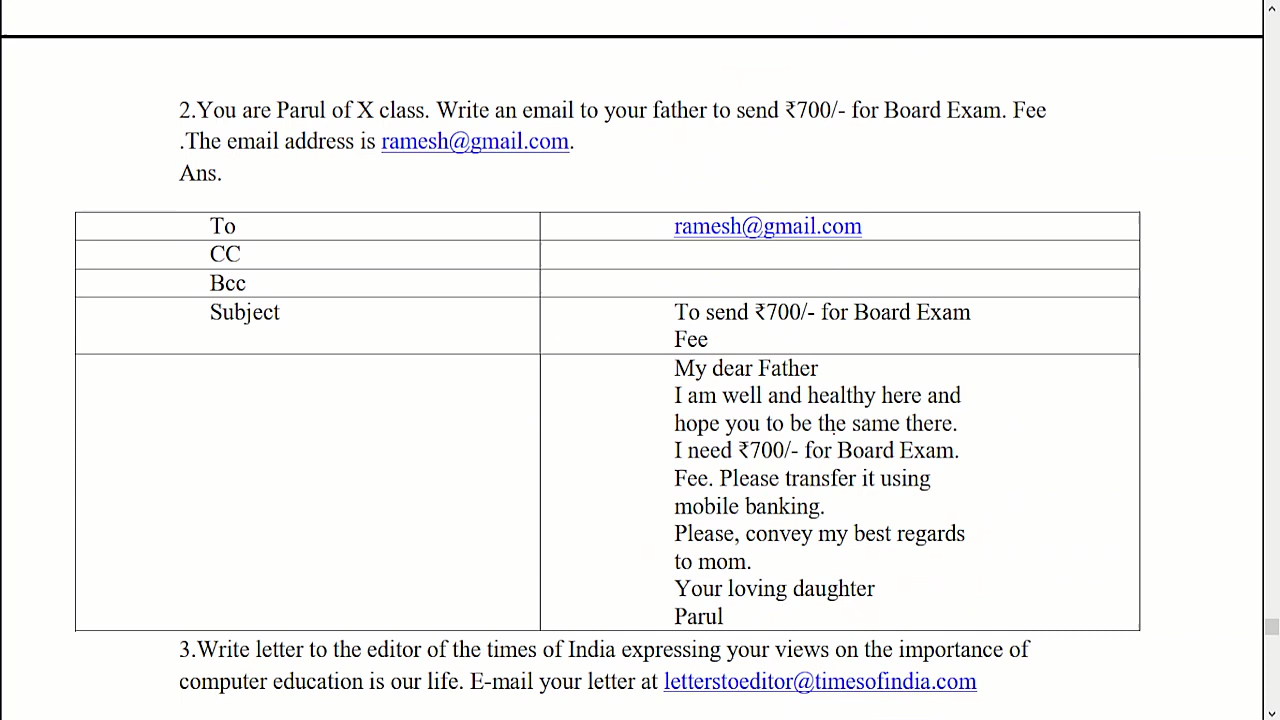 2.You are Parul of X class. Write an email to your father to send ₹700/- for Board Exam. Fee
.The email address is ramesh@gmail.com.
Ans.
To ramesh@gmail.com
CC
Bcc
Subject To send ₹700/- for Board Exam
Fee
My dear Father
I am well and healthy here and
hope you to be the same there.
I need ₹700/- for Board Exam.
Fee. Please transfer it using
mobile banking.
Please, convey my best regards
to mom.
Your loving daughter
Parul
3.Write letter to the editor of the times of India expressing your views on the importance of
computer education is our life. E-mail your letter at letterstoeditor@timesofindia.com